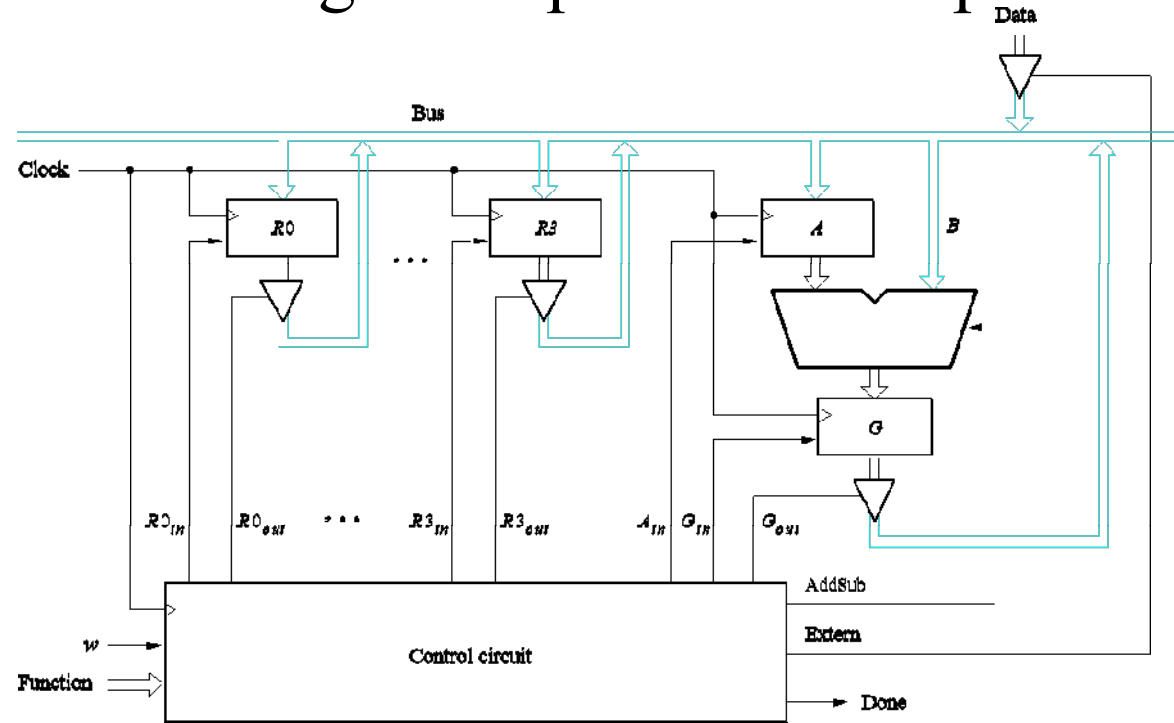 Data
Bus
Clock
R0
R3
A
B
...
G
R0in
R0out
...
R3in
R3out
Ain
Gin
Gout
AddSub
Extern
w
Function
Control circuit
Done